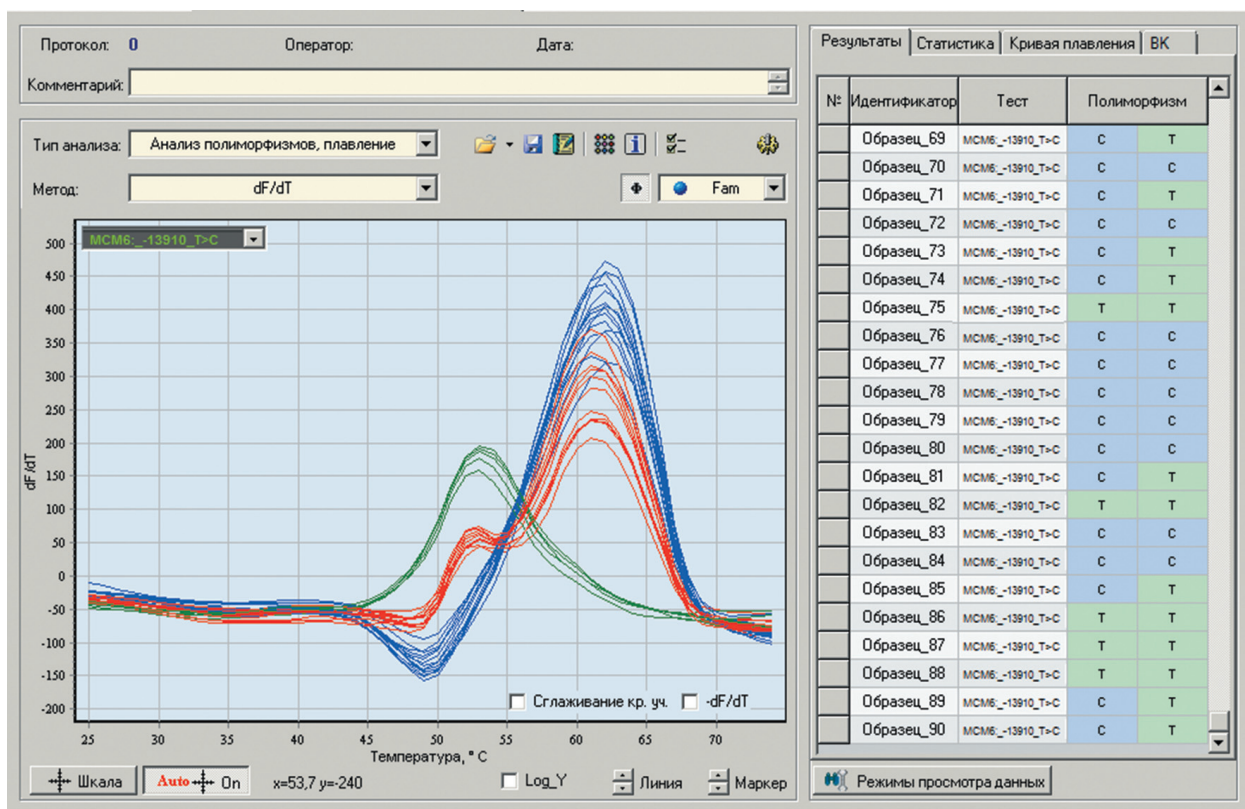 Протокол: 0 Оператор: Дата:
Комментарий:
Тип анализа: Анализ полиморфизмов, плавление
Метод: dF/dT Ф Fam
MCM6:_-13910_T>C
dF/dT
500
450
400
350
300
250
200
150
100
50
0
-50
-100
-150
-200
Сглаживание кр. уч. -dF/dT
25 30 35 40 45 50 55 60 65 70
Температура, ° C
Шкала Auto On x=53,7 y=-240 Log_Y Линия Маркер
Результаты Статистика Кривая плавления ВК
№ Идентификатор Тест Полиморфизм
Образец_69 MCM6:_-13910_T>C C T
Образец_70 MCM6:_-13910_T>C C C
Образец_71 MCM6:_-13910_T>C C T
Образец_72 MCM6:_-13910_T>C C C
Образец_73 MCM6:_-13910_T>C C T
Образец_74 MCM6:_-13910_T>C C T
Образец_75 MCM6:_-13910_T>C T T
Образец_76 MCM6:_-13910_T>C C C
Образец_77 MCM6:_-13910_T>C C C
Образец_78 MCM6:_-13910_T>C C C
Образец_79 MCM6:_-13910_T>C C C
Образец_80 MCM6:_-13910_T>C C C
Образец_81 MCM6:_-13910_T>C C T
Образец_82 MCM6:_-13910_T>C T T
Образец_83 MCM6:_-13910_T>C C C
Образец_84 MCM6:_-13910_T>C C C
Образец_85 MCM6:_-13910_T>C C T
Образец_86 MCM6:_-13910_T>C T T
Образец_87 MCM6:_-13910_T>C T T
Образец_88 MCM6:_-13910_T>C T T
Образец_89 MCM6:_-13910_T>C C T
Образец_90 MCM6:_-13910_T>C C T
Режимы просмотра данных